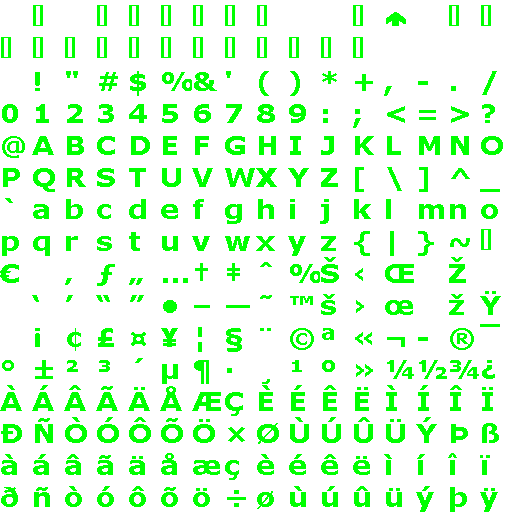 ! " # $ % & ' ( ) * + , - . /
0 1 2 3 4 5 6 7 8 9 : ; < = > ?
@ A B C D E F G H I J K L M N O
P Q R S T U V W X Y Z [ \ ] ^ _
` a b c d e f g h i j k l m n o
p q r s t u v w x y z { | } ~
€ ‚ ƒ „ … † ‡ ˆ ‰ Š ‹ Œ Ž
‘ ’ “ ” • – — ˜ ™ š › œ ž Ÿ
¡ ¢ £ ¤ ¥ ¦ § ¨ © ª « ¬ - ® ¯
° ± ² ³ ´ µ ¶ · ¹ º » ¼ ½ ¾ ¿
À Á Â Ã Ä Å Æ Ç È É Ê Ë Ì Í Î Ï
Ð Ñ Ò Ó Ô Õ Ö × Ø Ù Ú Û Ü Ý Þ ß
à á â ã ä å æ ç è é ê ë ì í î ï
ð ñ ò ó ô õ ö ÷ ø ù ú û ü ý þ ÿ